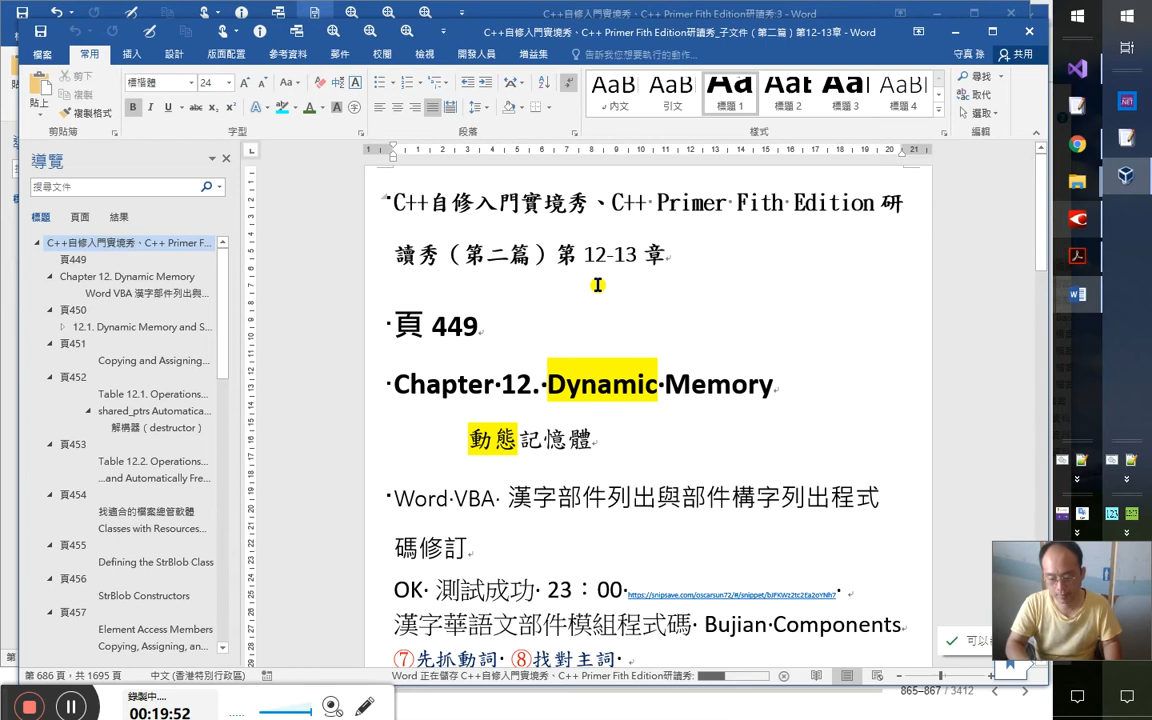 C++自修入門實境秀、C++ Primer Fith Edition研讀秀:3 - Word
C++自修入門實境秀、C++ Primer Fith Edition研讀秀_子文件（第二篇）第12-13章 - Word
檔案 常用 插入 設計 版面配置 參考資料 郵件 校閱 檢視 開發人員 增益集 告訴我您想要執行的動作... 守真 孫 共用
貼上 剪下 複製 複製格式
標楷體 24
AaB AaB Aa Aat AaB AaB
內文 引文 標題 1 標題 2 標題 3 標題 4
尋找 取代 選取
剪貼簿 字型 段落 樣式 編輯
導覽
搜尋文件
標題 頁面 結果
C++自修入門實境秀、C++ Primer F...
頁449
Chapter 12. Dynamic Memory
Word VBA 漢字部件列出與...
頁450
12.1. Dynamic Memory and S...
頁451
Copying and Assigning...
頁452
Table 12.1. Operations...
shared_ptrs Automatica...
解構器（destructor）
頁453
Table 12.2. Operations...
...and Automatically Fre...
頁454
找適合的檔案總管軟體
Classes with Resources...
頁455
Defining the StrBlob Class
頁456
StrBlob Constructors
頁457
Element Access Members
Copying, Assigning, an...
C++自修入門實境秀、C++ Primer Fith Edition 研
讀秀（第二篇）第 12-13 章
頁 449
Chapter 12. Dynamic Memory
動態記憶體
Word VBA 漢字部件列出與部件構字列出程式
碼修訂
OK 測試成功 23：00
漢字華語文部件模組程式碼 Bujian Components
⑦先抓動詞 ⑧找對主詞
第 686 頁，共 1695 頁 中文 (香港特別行政區) Word 正在儲存 C++自修入門實境秀、C++ Primer Fith Edition研讀秀:
865–867 / 3412
錄製中...
00:19:52